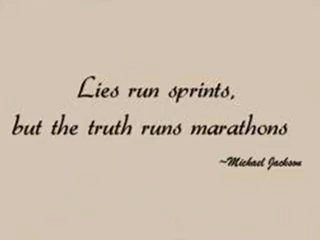 Lies run sprints,
but the truth runs marathons
~Michael Jackson